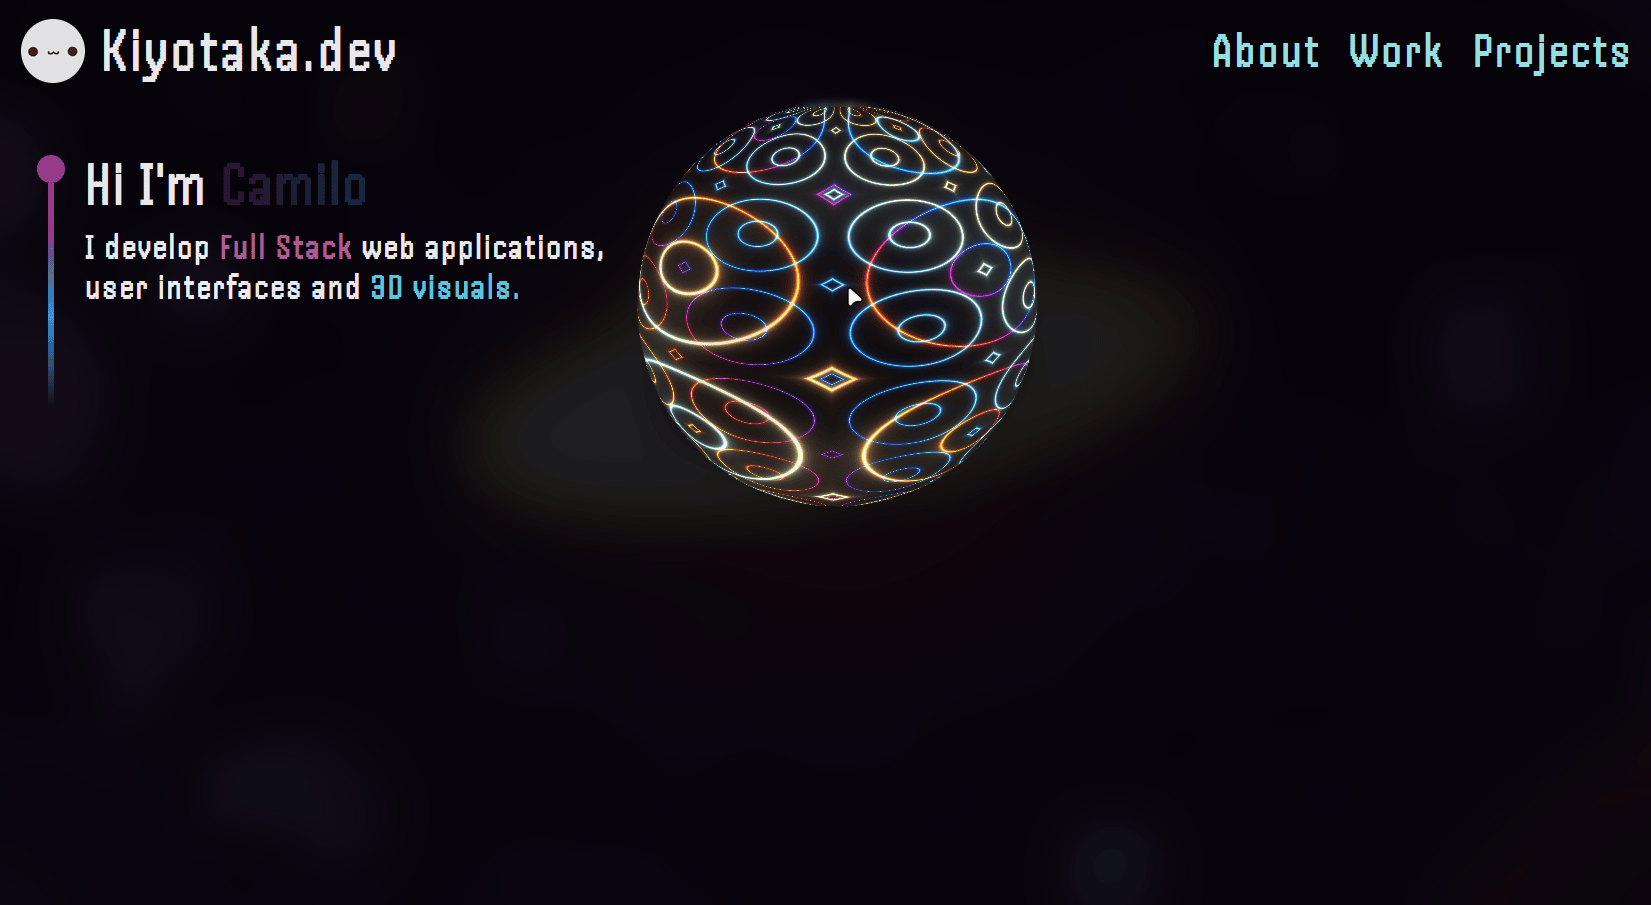 Kiyotaka.dev
About Work Projects
Hi I'm Camilo
I develop Full Stack web applications,
user interfaces and 3D visuals.